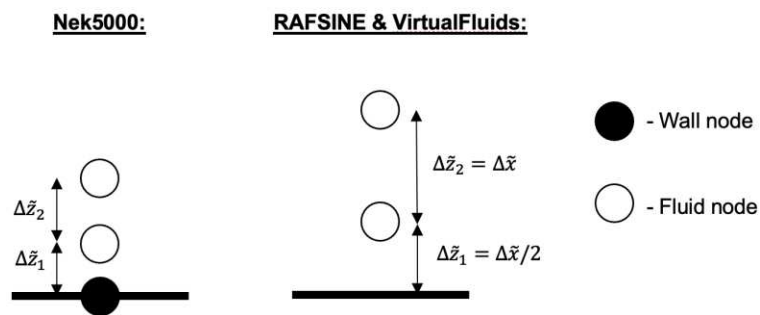 Nek5000:
RAFSINE & VirtualFluids:
- Wall node
Δz̃₂ = Δx̃
Δz̃₂
- Fluid node
Δz̃₁
Δz̃₁ = Δx̃/2